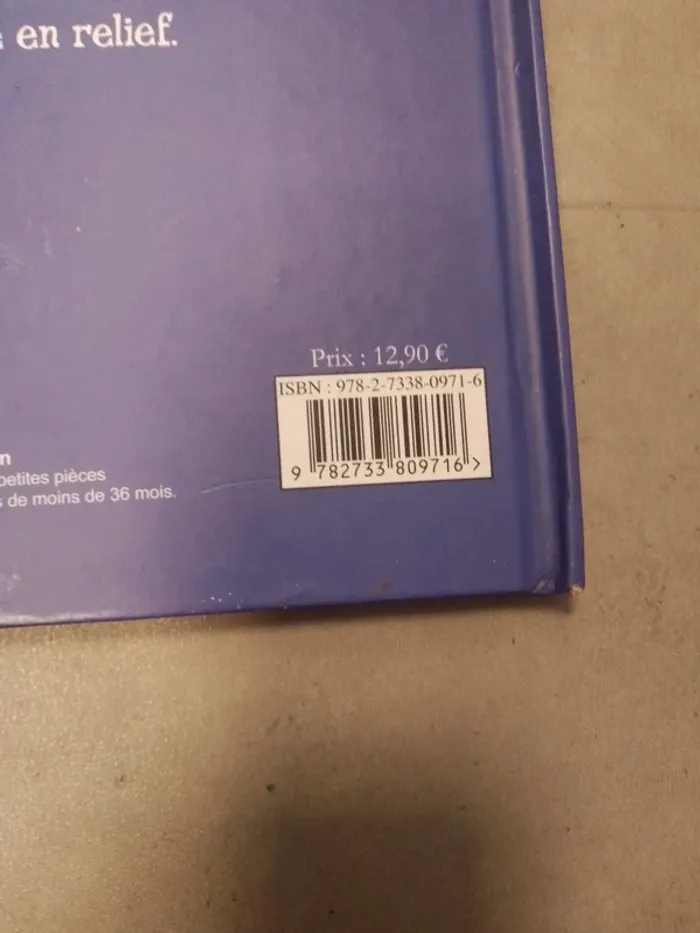 en relief.
Prix : 12,90 €
ISBN : 978-2-7338-0971-6
9 782733 809716 >
petites pièces
de moins de 36 mois.